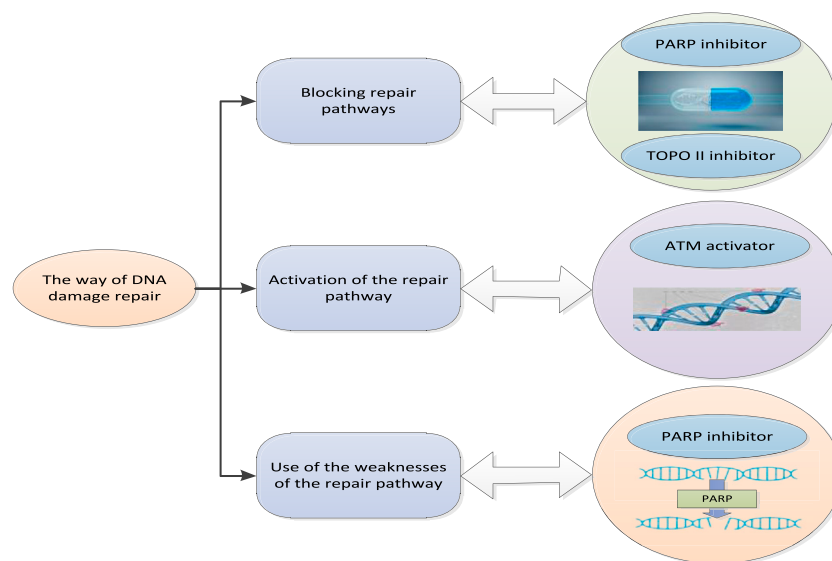 The way of DNA
damage repair
Blocking repair
pathways
PARP inhibitor
TOPO II inhibitor
Activation of the repair
pathway
ATM activator
Use of the weaknesses
of the repair pathway
PARP inhibitor
PARP